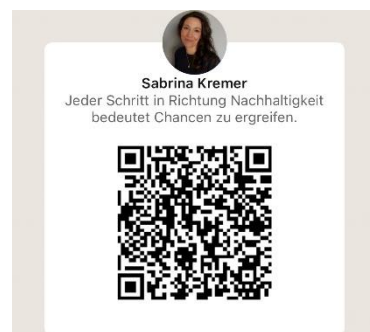 Sabrina Kremer
Jeder Schritt in Richtung Nachhaltigkeit
bedeutet Chancen zu ergreifen.